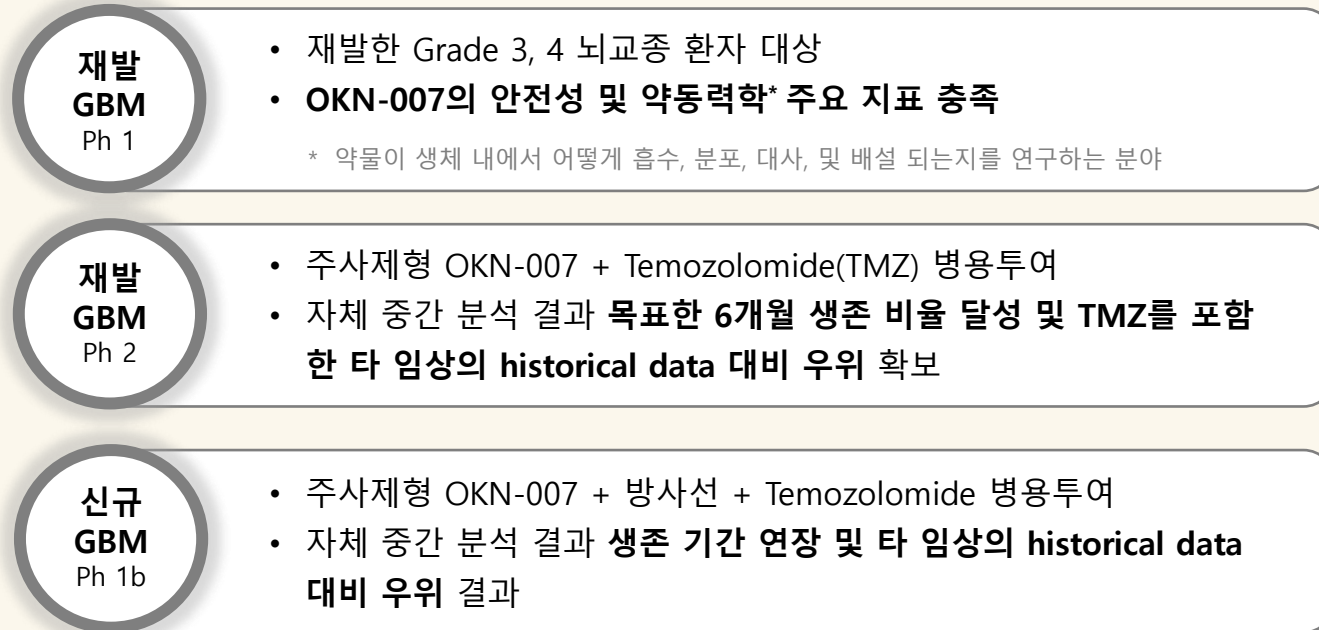 재발
GBM
Ph 1
• 재발한 Grade 3, 4 뇌교종 환자 대상
• OKN-007의 안전성 및 약동력학* 주요 지표 충족
* 약물이 생체 내에서 어떻게 흡수, 분포, 대사, 및 배설 되는지를 연구하는 분야
재발
GBM
Ph 2
• 주사제형 OKN-007 + Temozolomide(TMZ) 병용투여
• 자체 중간 분석 결과 목표한 6개월 생존 비율 달성 및 TMZ를 포함
한 타 임상의 historical data 대비 우위 확보
신규
GBM
Ph 1b
• 주사제형 OKN-007 + 방사선 + Temozolomide 병용투여
• 자체 중간 분석 결과 생존 기간 연장 및 타 임상의 historical data
대비 우위 결과